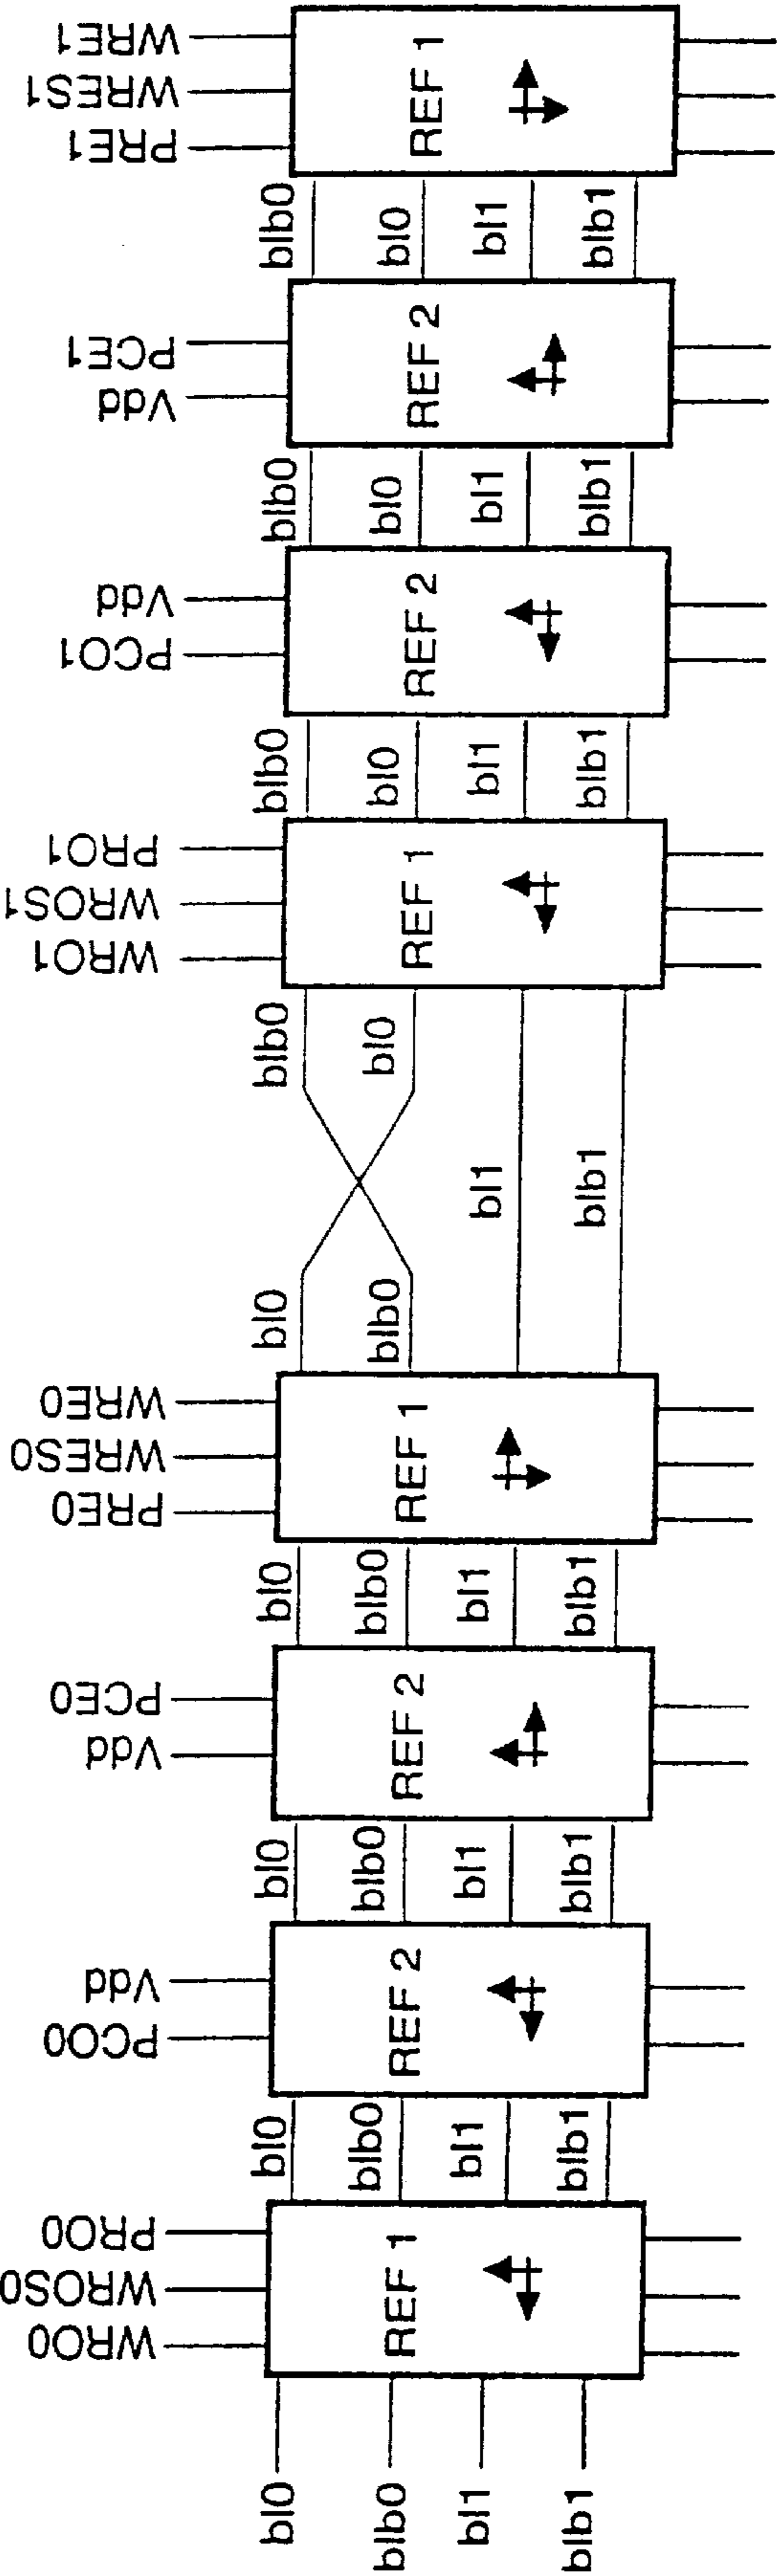 WRE1
WRES1
PRE1
REF 1
blb0
bl0
bl1
blb1
PCE1
Vdd
REF 2
blb0
bl0
bl1
blb1
Vdd
PCO1
REF 2
blb0
bl0
bl1
blb1
PRO1
WROS1
WRO1
REF 1
blb0
bl0
bl1
blb1
bl0
blb0
WRE0
WRES0
PRE0
REF 1
bl0
blb0
bl1
blb1
PCE0
Vdd
REF 2
bl0
blb0
bl1
blb1
Vdd
PCO0
REF 2
bl0
blb0
bl1
blb1
PRO0
WROS0
WRO0
REF 1
bl0
blb0
bl1
blb1